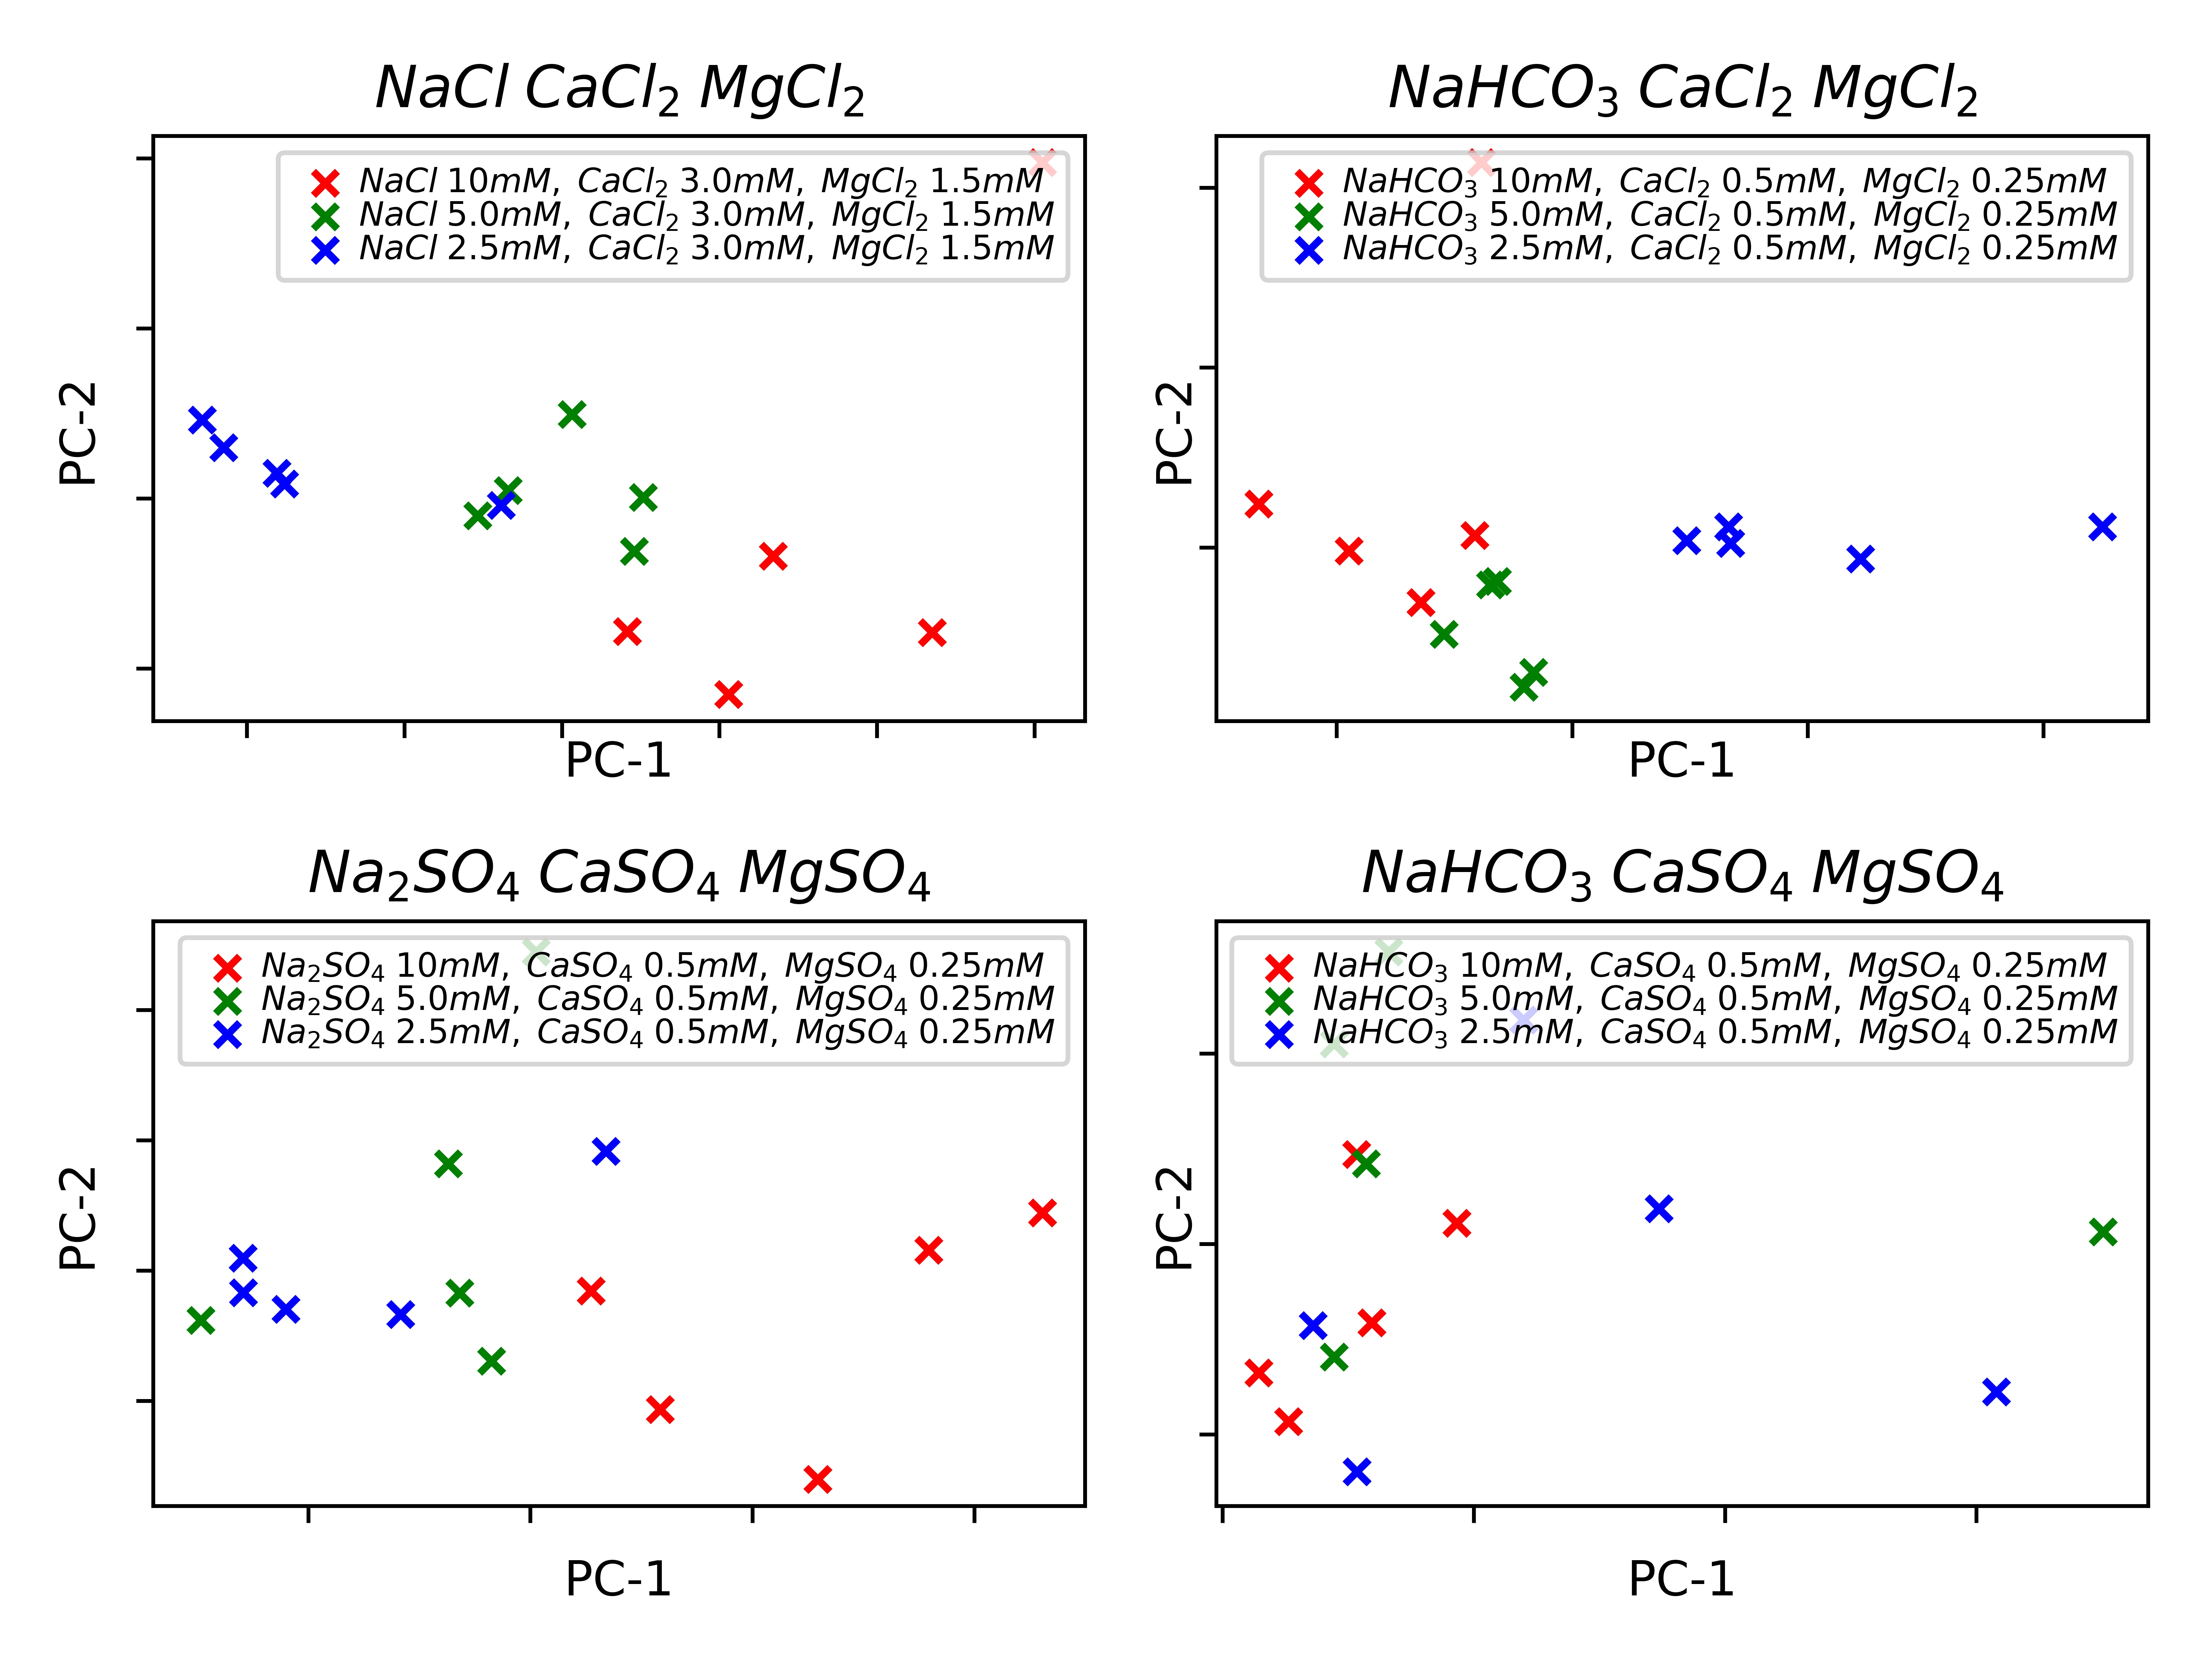 NaCl CaCl₂ MgCl₂
NaCl 10mM, CaCl₂ 3.0mM, MgCl₂ 1.5mM
NaCl 5.0mM, CaCl₂ 3.0mM, MgCl₂ 1.5mM
NaCl 2.5mM, CaCl₂ 3.0mM, MgCl₂ 1.5mM
PC-2
PC-1
NaHCO₃ CaCl₂ MgCl₂
NaHCO₃ 10mM, CaCl₂ 0.5mM, MgCl₂ 0.25mM
NaHCO₃ 5.0mM, CaCl₂ 0.5mM, MgCl₂ 0.25mM
NaHCO₃ 2.5mM, CaCl₂ 0.5mM, MgCl₂ 0.25mM
PC-2
PC-1
Na₂SO₄ CaSO₄ MgSO₄
Na₂SO₄ 10mM, CaSO₄ 0.5mM, MgSO₄ 0.25mM
Na₂SO₄ 5.0mM, CaSO₄ 0.5mM, MgSO₄ 0.25mM
Na₂SO₄ 2.5mM, CaSO₄ 0.5mM, MgSO₄ 0.25mM
PC-2
PC-1
NaHCO₃ CaSO₄ MgSO₄
NaHCO₃ 10mM, CaSO₄ 0.5mM, MgSO₄ 0.25mM
NaHCO₃ 5.0mM, CaSO₄ 0.5mM, MgSO₄ 0.25mM
NaHCO₃ 2.5mM, CaSO₄ 0.5mM, MgSO₄ 0.25mM
PC-2
PC-1